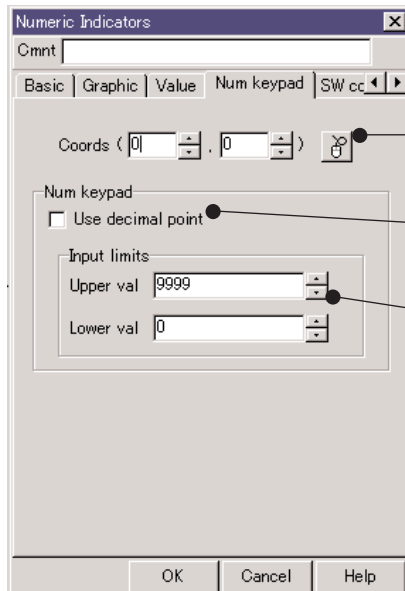 Numeric Indicators
Cmnt
Basic Graphic Value Num keypad SW
Coords ( 0 , 0 )
Num keypad
Use decimal point
Input limits
Upper val 9999
Lower val 0
OK Cancel Help